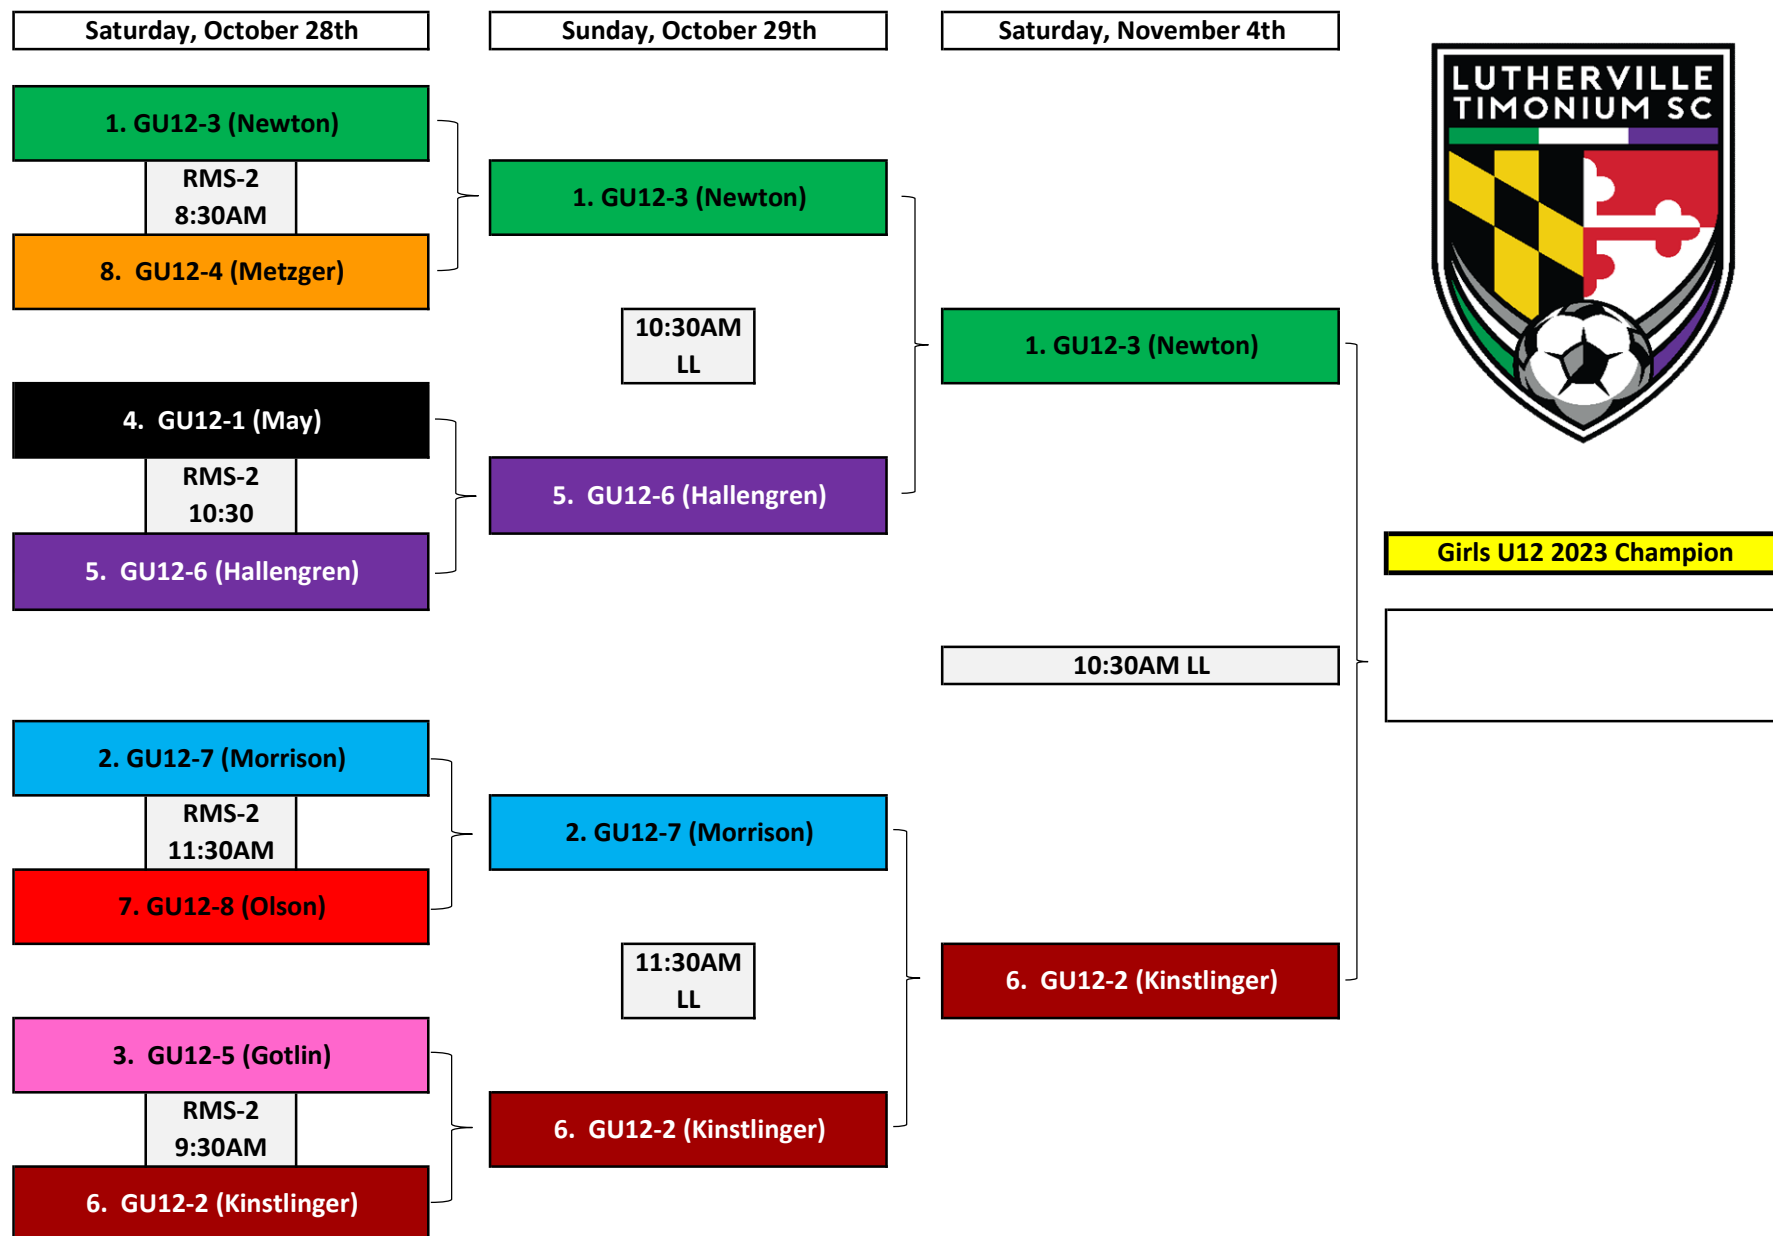 Saturday, October 28th
Sunday, October 29th
Saturday, November 4th
LUTHERVILLE
TIMONIUM SC
1. GU12-3 (Newton)
RMS-2
8:30AM
8. GU12-4 (Metzger)
4. GU12-1 (May)
RMS-2
10:30
5. GU12-6 (Hallengren)
2. GU12-7 (Morrison)
RMS-2
11:30AM
7. GU12-8 (Olson)
3. GU12-5 (Gotlin)
RMS-2
9:30AM
6. GU12-2 (Kinstlinger)
1. GU12-3 (Newton)
10:30AM
LL
5. GU12-6 (Hallengren)
2. GU12-7 (Morrison)
11:30AM
LL
6. GU12-2 (Kinstlinger)
1. GU12-3 (Newton)
10:30AM LL
6. GU12-2 (Kinstlinger)
Girls U12 2023 Champion